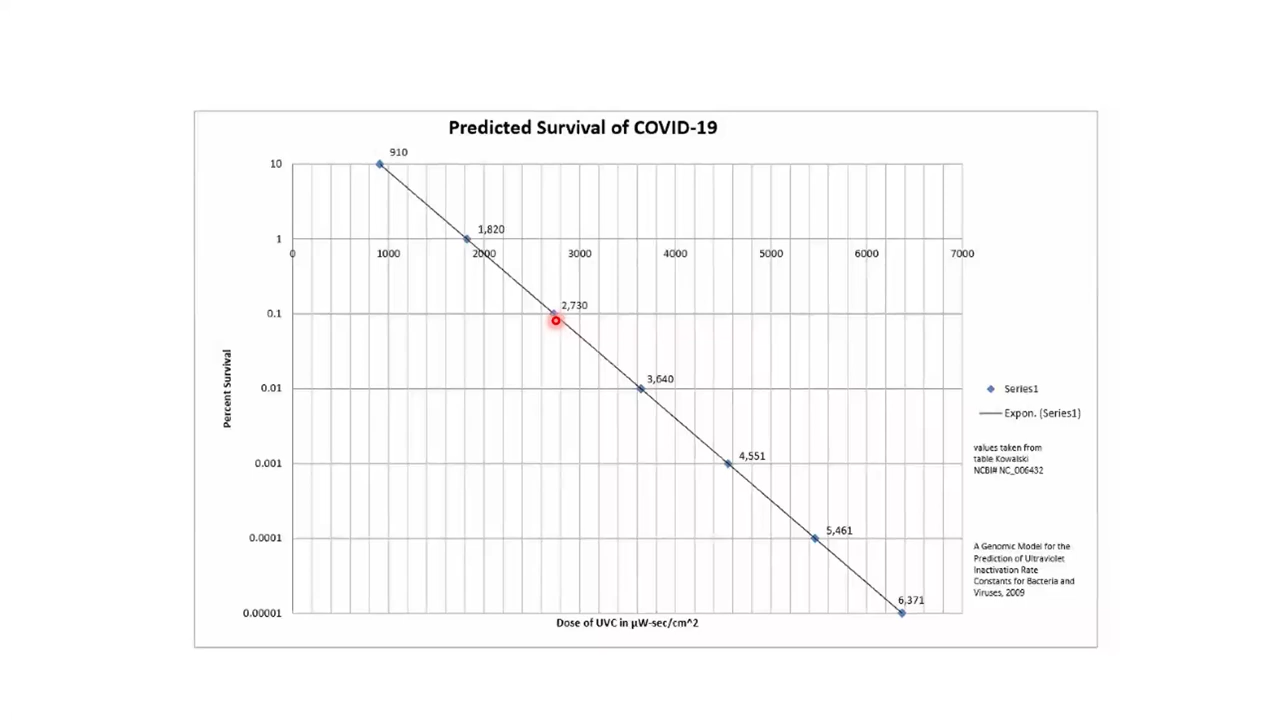 Predicted Survival of COVID-19
910
10
1,820
1
0 1000 2000 3000 4000 5000 6000 7000
2,730
0.1
3,640
0.01
4,551
0.001
5,461
0.0001
6,371
0.00001
Percent Survival
Dose of UVC in µW-sec/cm^2
Series1
Expon. (Series1)
values taken from
table Kowalski
NCBI# NC_006432
A Genomic Model for the
Prediction of Ultraviolet
Inactivation Rate
Constants for Bacteria and
Viruses, 2009